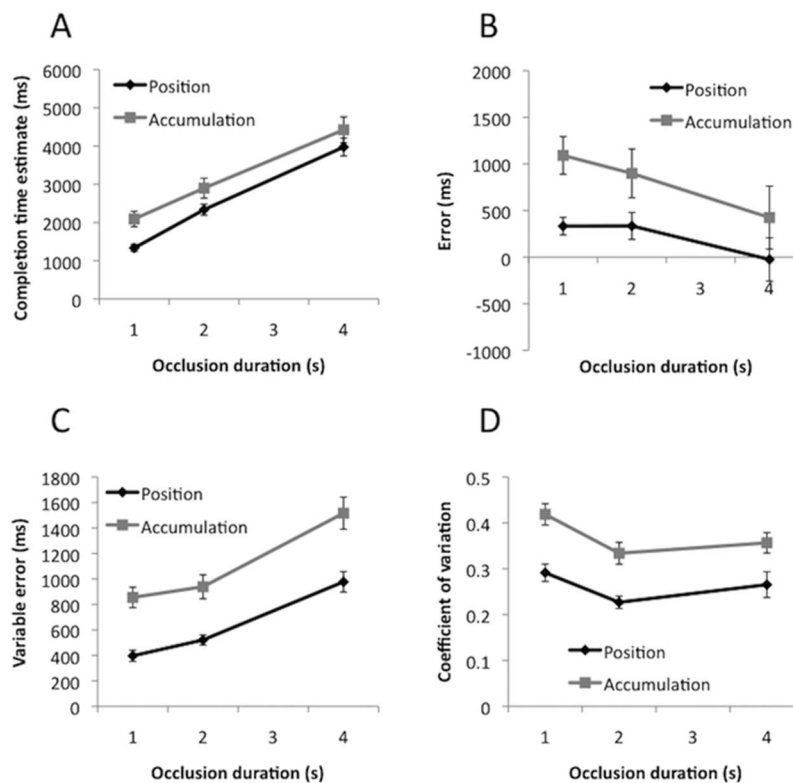 A
Completion time estimate (ms)
6000
5000
4000
3000
2000
1000
0
Position
Accumulation
1 2 3 4
Occlusion duration (s)
B
Error (ms)
2000
1500
1000
500
0
-500
-1000
Position
Accumulation
1 2 3 4
Occlusion duration (s)
C
Variable error (ms)
1800
1600
1400
1200
1000
800
600
400
200
0
Position
Accumulation
1 2 3 4
Occlusion duration (s)
D
Coefficient of variation
0.5
0.4
0.3
0.2
0.1
0
Position
Accumulation
1 2 3 4
Occlusion duration (s)